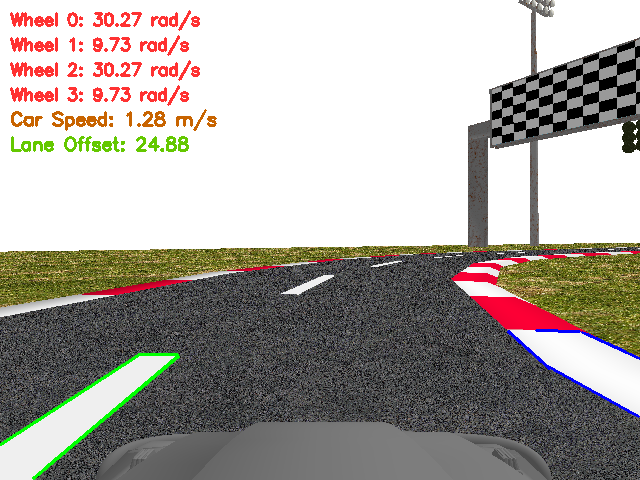 Wheel 0: 30.27 rad/s
Wheel 1: 9.73 rad/s
Wheel 2: 30.27 rad/s
Wheel 3: 9.73 rad/s
Car Speed: 1.28 m/s
Lane Offset: 24.88